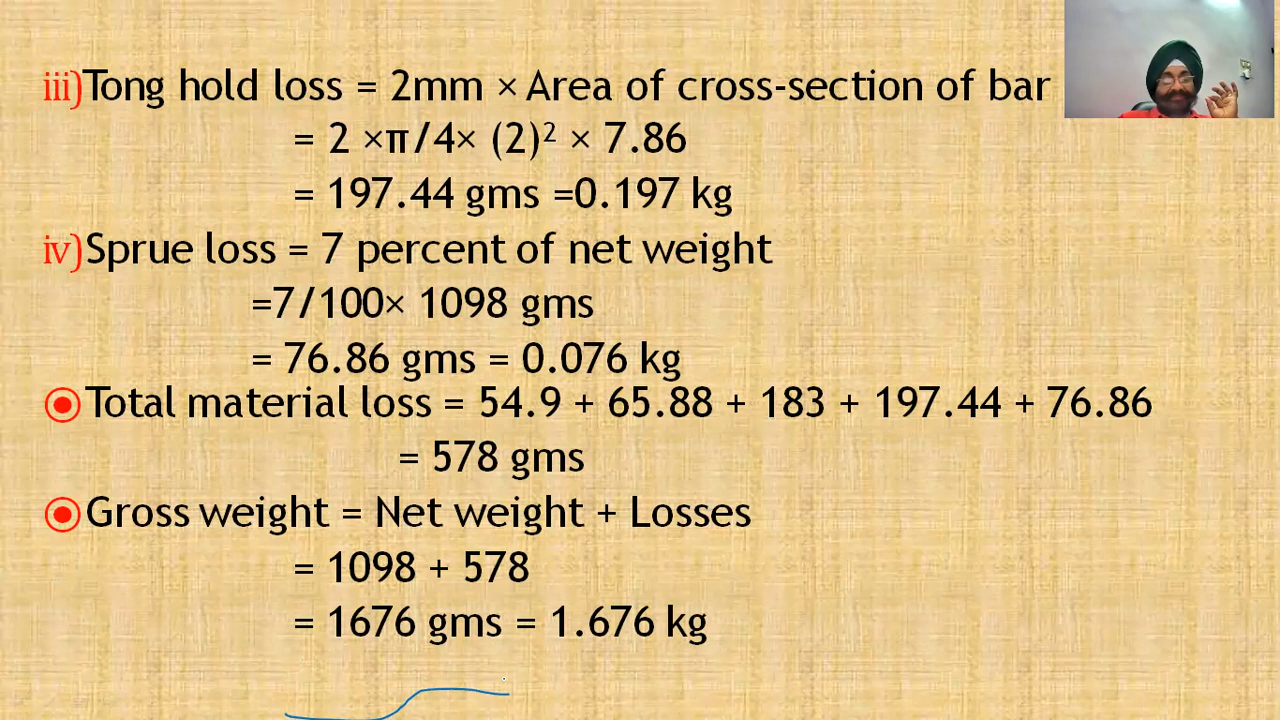 iii)Tong hold loss = 2mm × Area of cross-section of bar
= 2 ×π/4× (2)² × 7.86
= 197.44 gms =0.197 kg
iv)Sprue loss = 7 percent of net weight
=7/100× 1098 gms
= 76.86 gms = 0.076 kg
Total material loss = 54.9 + 65.88 + 183 + 197.44 + 76.86
= 578 gms
Gross weight = Net weight + Losses
= 1098 + 578
= 1676 gms = 1.676 kg